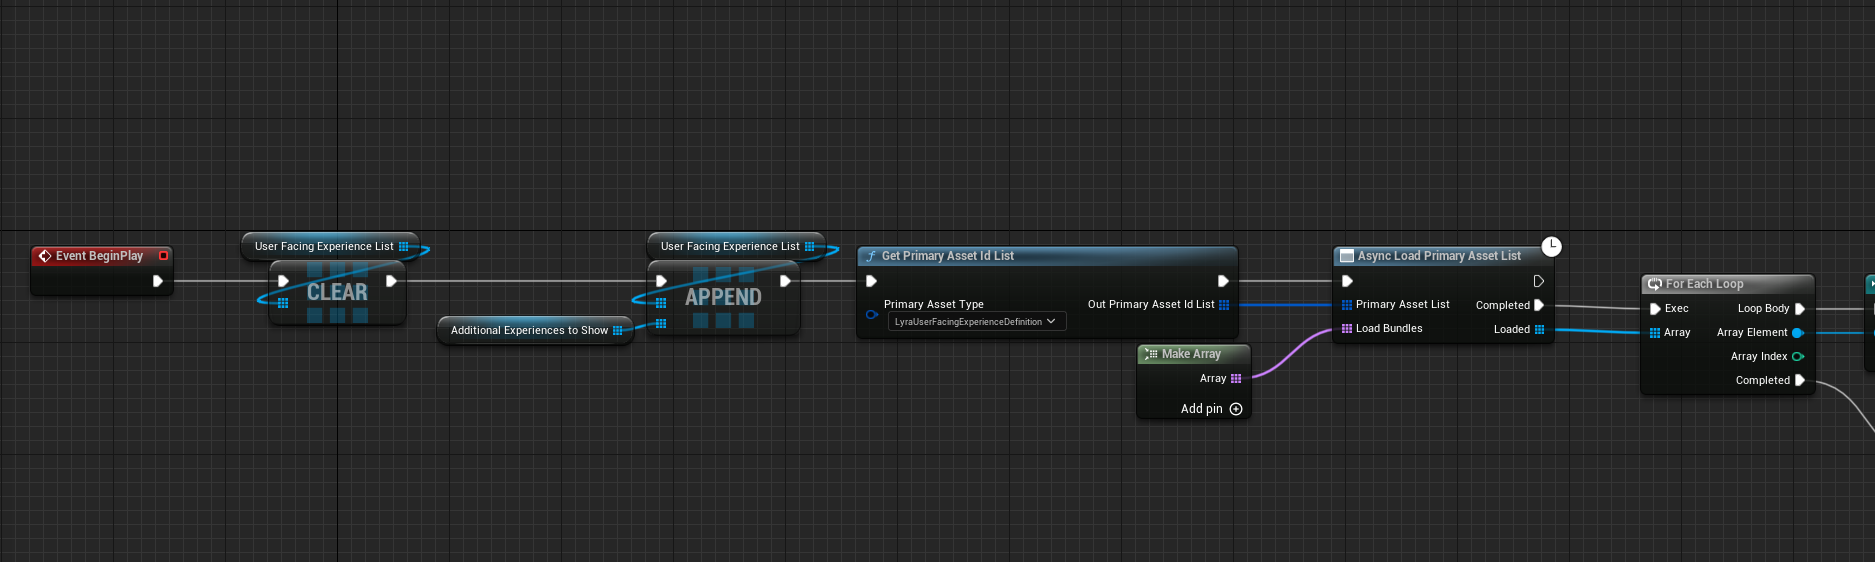 Event BeginPlay
User Facing Experience List
CLEAR
Additional Experiences to Show
User Facing Experience List
APPEND
Get Primary Asset Id List
Primary Asset Type
LyraUserFacingExperienceDefinition
Out Primary Asset Id List
Make Array
Array
Add pin
Async Load Primary Asset List
Primary Asset List
Completed
Load Bundles
Loaded
For Each Loop
Exec
Loop Body
Array
Array Element
Array Index
Completed